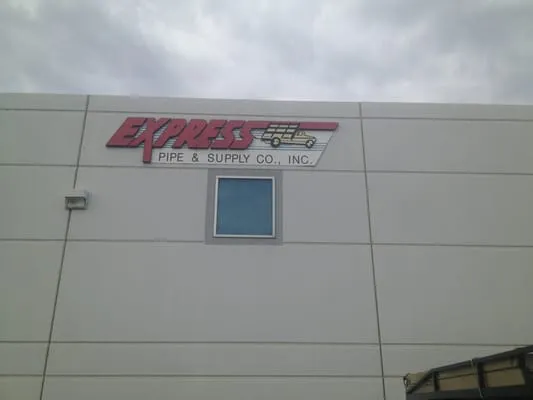 EXPRESS
PIPE & SUPPLY CO., INC.